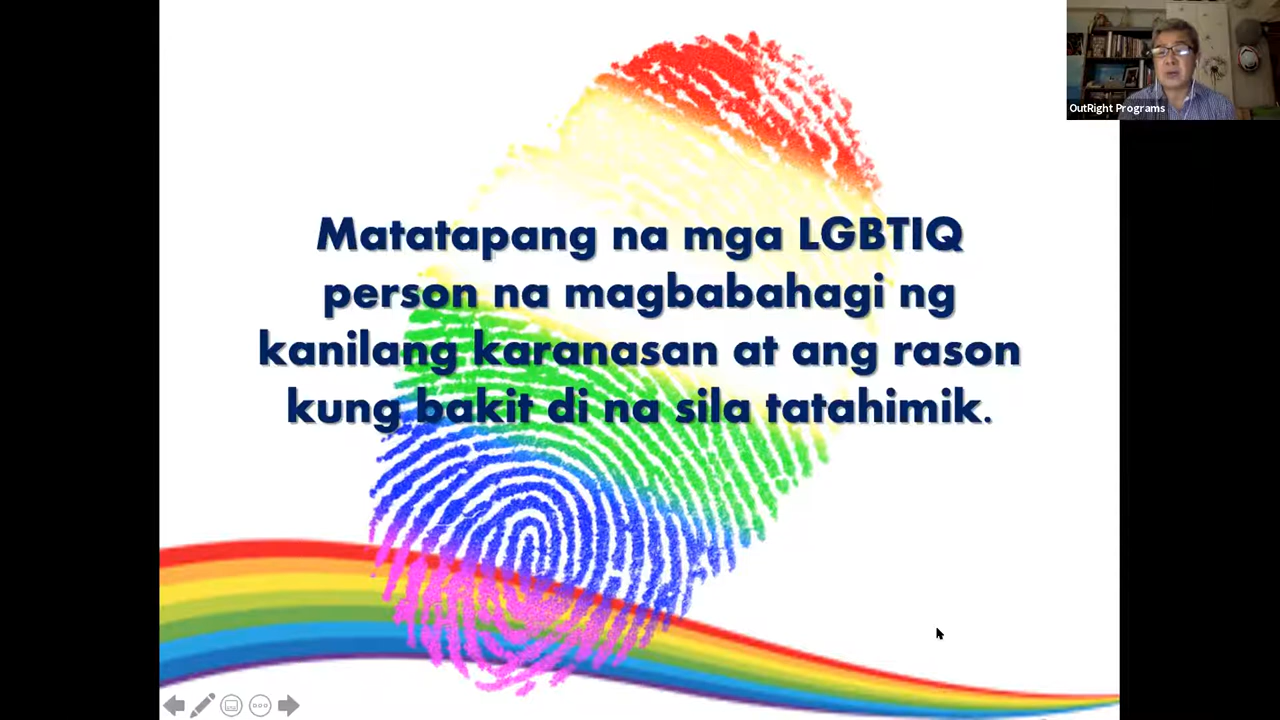 OutRight Programs
Matatapang na mga LGBTIQ
person na magbabahagi ng
kanilang karanasan at ang rason
kung bakit di na sila tatahimik.